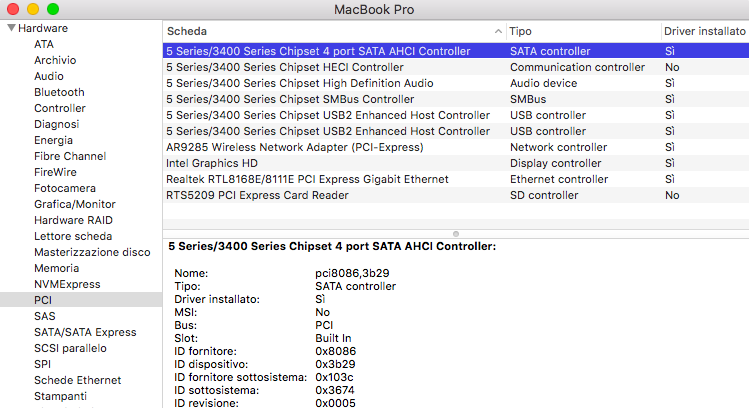 MacBook Pro
Hardware
ATA
Archivio
Audio
Bluetooth
Controller
Diagnosi
Energia
Fibre Channel
FireWire
Fotocamera
Grafica/Monitor
Hardware RAID
Lettore scheda
Masterizzazione disco
Memoria
NVMExpress
PCI
SAS
SATA/SATA Express
SCSI parallelo
SPI
Schede Ethernet
Stampanti
Scheda Tipo Driver installato
5 Series/3400 Series Chipset 4 port SATA AHCI Controller SATA controller Sì
5 Series/3400 Series Chipset HECI Controller Communication controller No
5 Series/3400 Series Chipset High Definition Audio Audio device Sì
5 Series/3400 Series Chipset SMBus Controller SMBus Sì
5 Series/3400 Series Chipset USB2 Enhanced Host Controller USB controller Sì
5 Series/3400 Series Chipset USB2 Enhanced Host Controller USB controller Sì
AR9285 Wireless Network Adapter (PCI-Express) Network controller Sì
Intel Graphics HD Display controller Sì
Realtek RTL8168E/8111E PCI Express Gigabit Ethernet Ethernet controller Sì
RTS5209 PCI Express Card Reader SD controller No
5 Series/3400 Series Chipset 4 port SATA AHCI Controller:
Nome: pci8086,3b29
Tipo: SATA controller
Driver installato: Sì
MSI: No
Bus: PCI
Slot: Built In
ID fornitore: 0x8086
ID dispositivo: 0x3b29
ID fornitore sottosistema: 0x103c
ID sottosistema: 0x3674
ID revisione: 0x0005